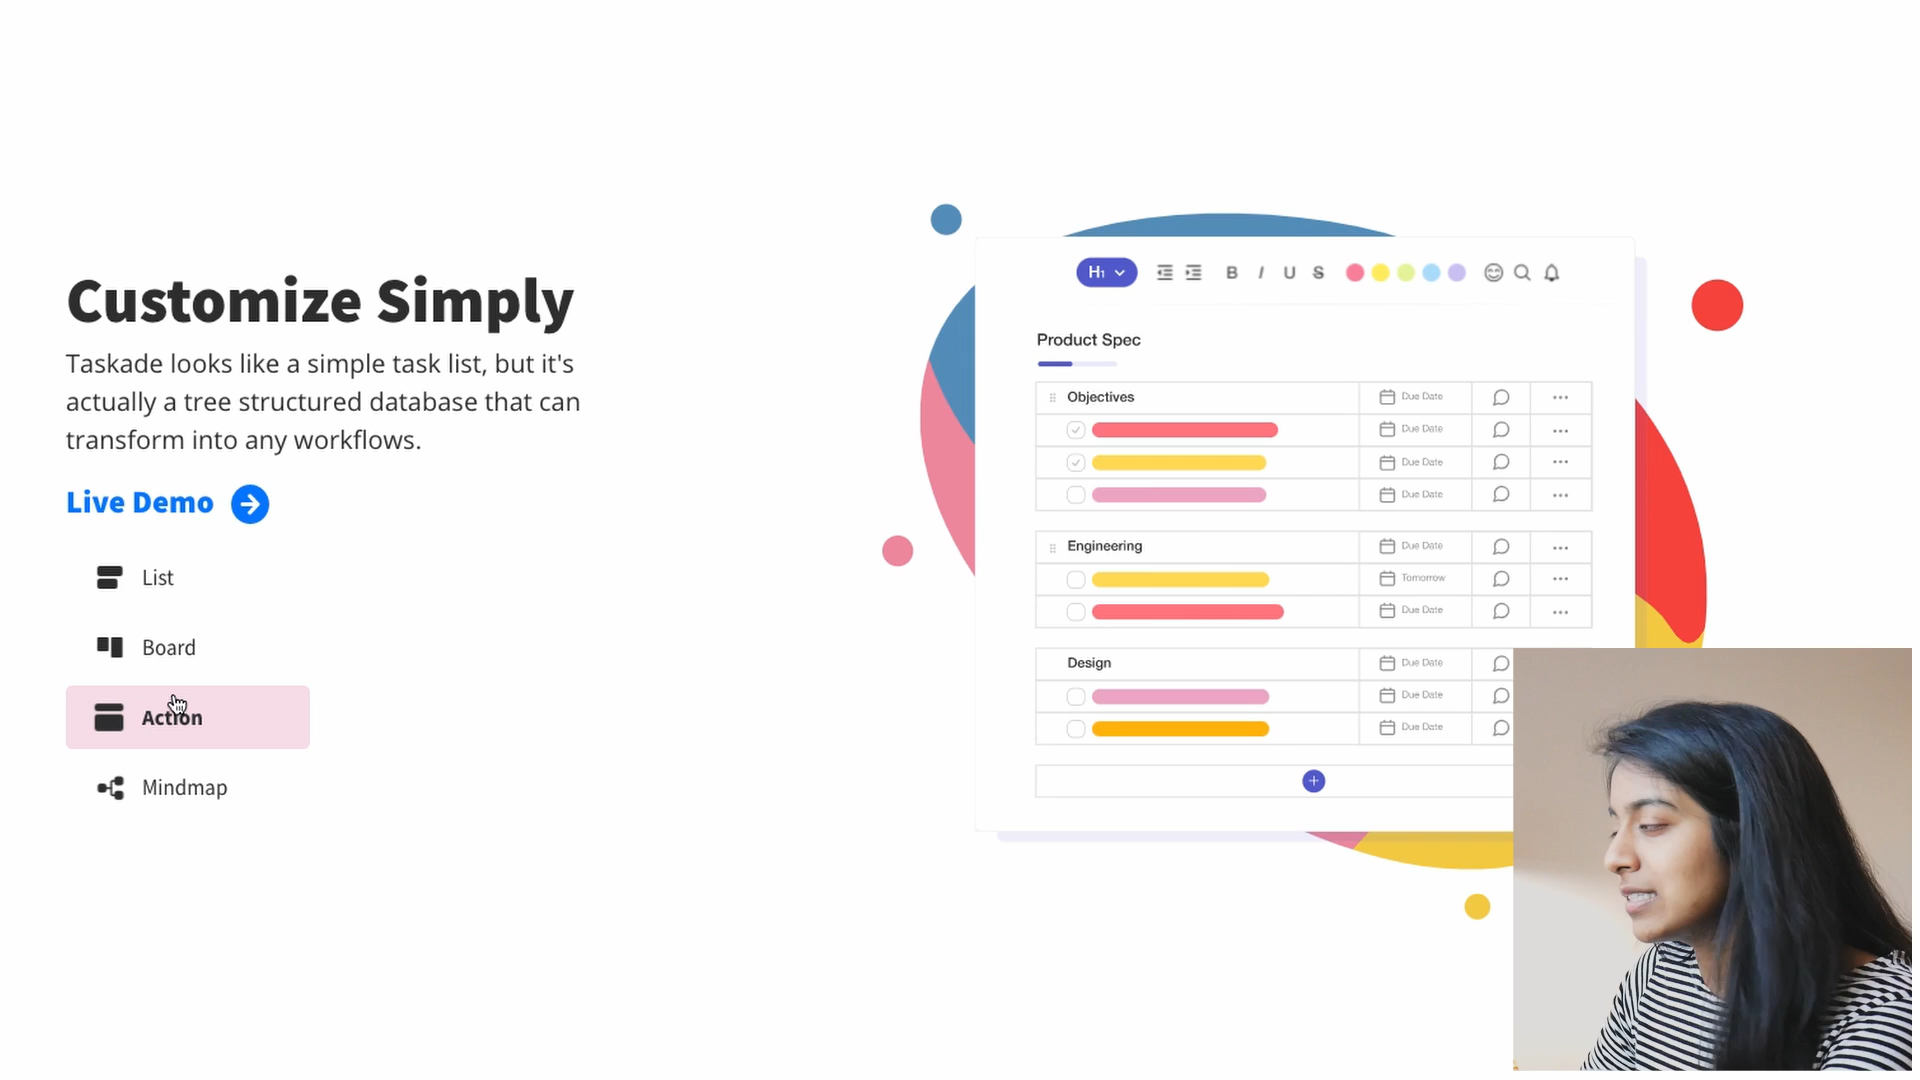 Customize Simply
Taskade looks like a simple task list, but it's
actually a tree structured database that can
transform into any workflows.
Live Demo
List
Board
Action
Mindmap
H1
B I U S
Product Spec
Objectives Due Date
Due Date
Due Date
Due Date
Engineering Due Date
Tomorrow
Due Date
Design Due Date
Due Date
Due Date